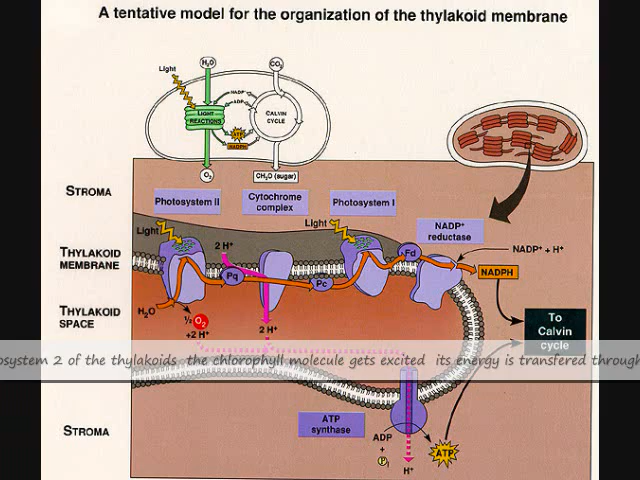 A tentative model for the organization of the thylakoid membrane
Light
H₂O
CO₂
NADP⁺
ADP
LIGHT
REACTIONS
CALVIN
CYCLE
ATP
NADPH
O₂
CH₂O (sugar)
STROMA
Photosystem II
Cytochrome
complex
Photosystem I
NADP⁺
reductase
Light
Light
2 H⁺
Fd
NADP⁺ + H⁺
THYLAKOID
MEMBRANE
Pq
Pc
NADPH
THYLAKOID
SPACE
H₂O
½ O₂
+2 H⁺
2 H⁺
To
Calvin
cycle
osystem 2 of the thylakoids the chlorophyll molecule gets excited its energy is transfered through
STROMA
ATP
synthase
ADP
+
Pᵢ
ATP
H⁺